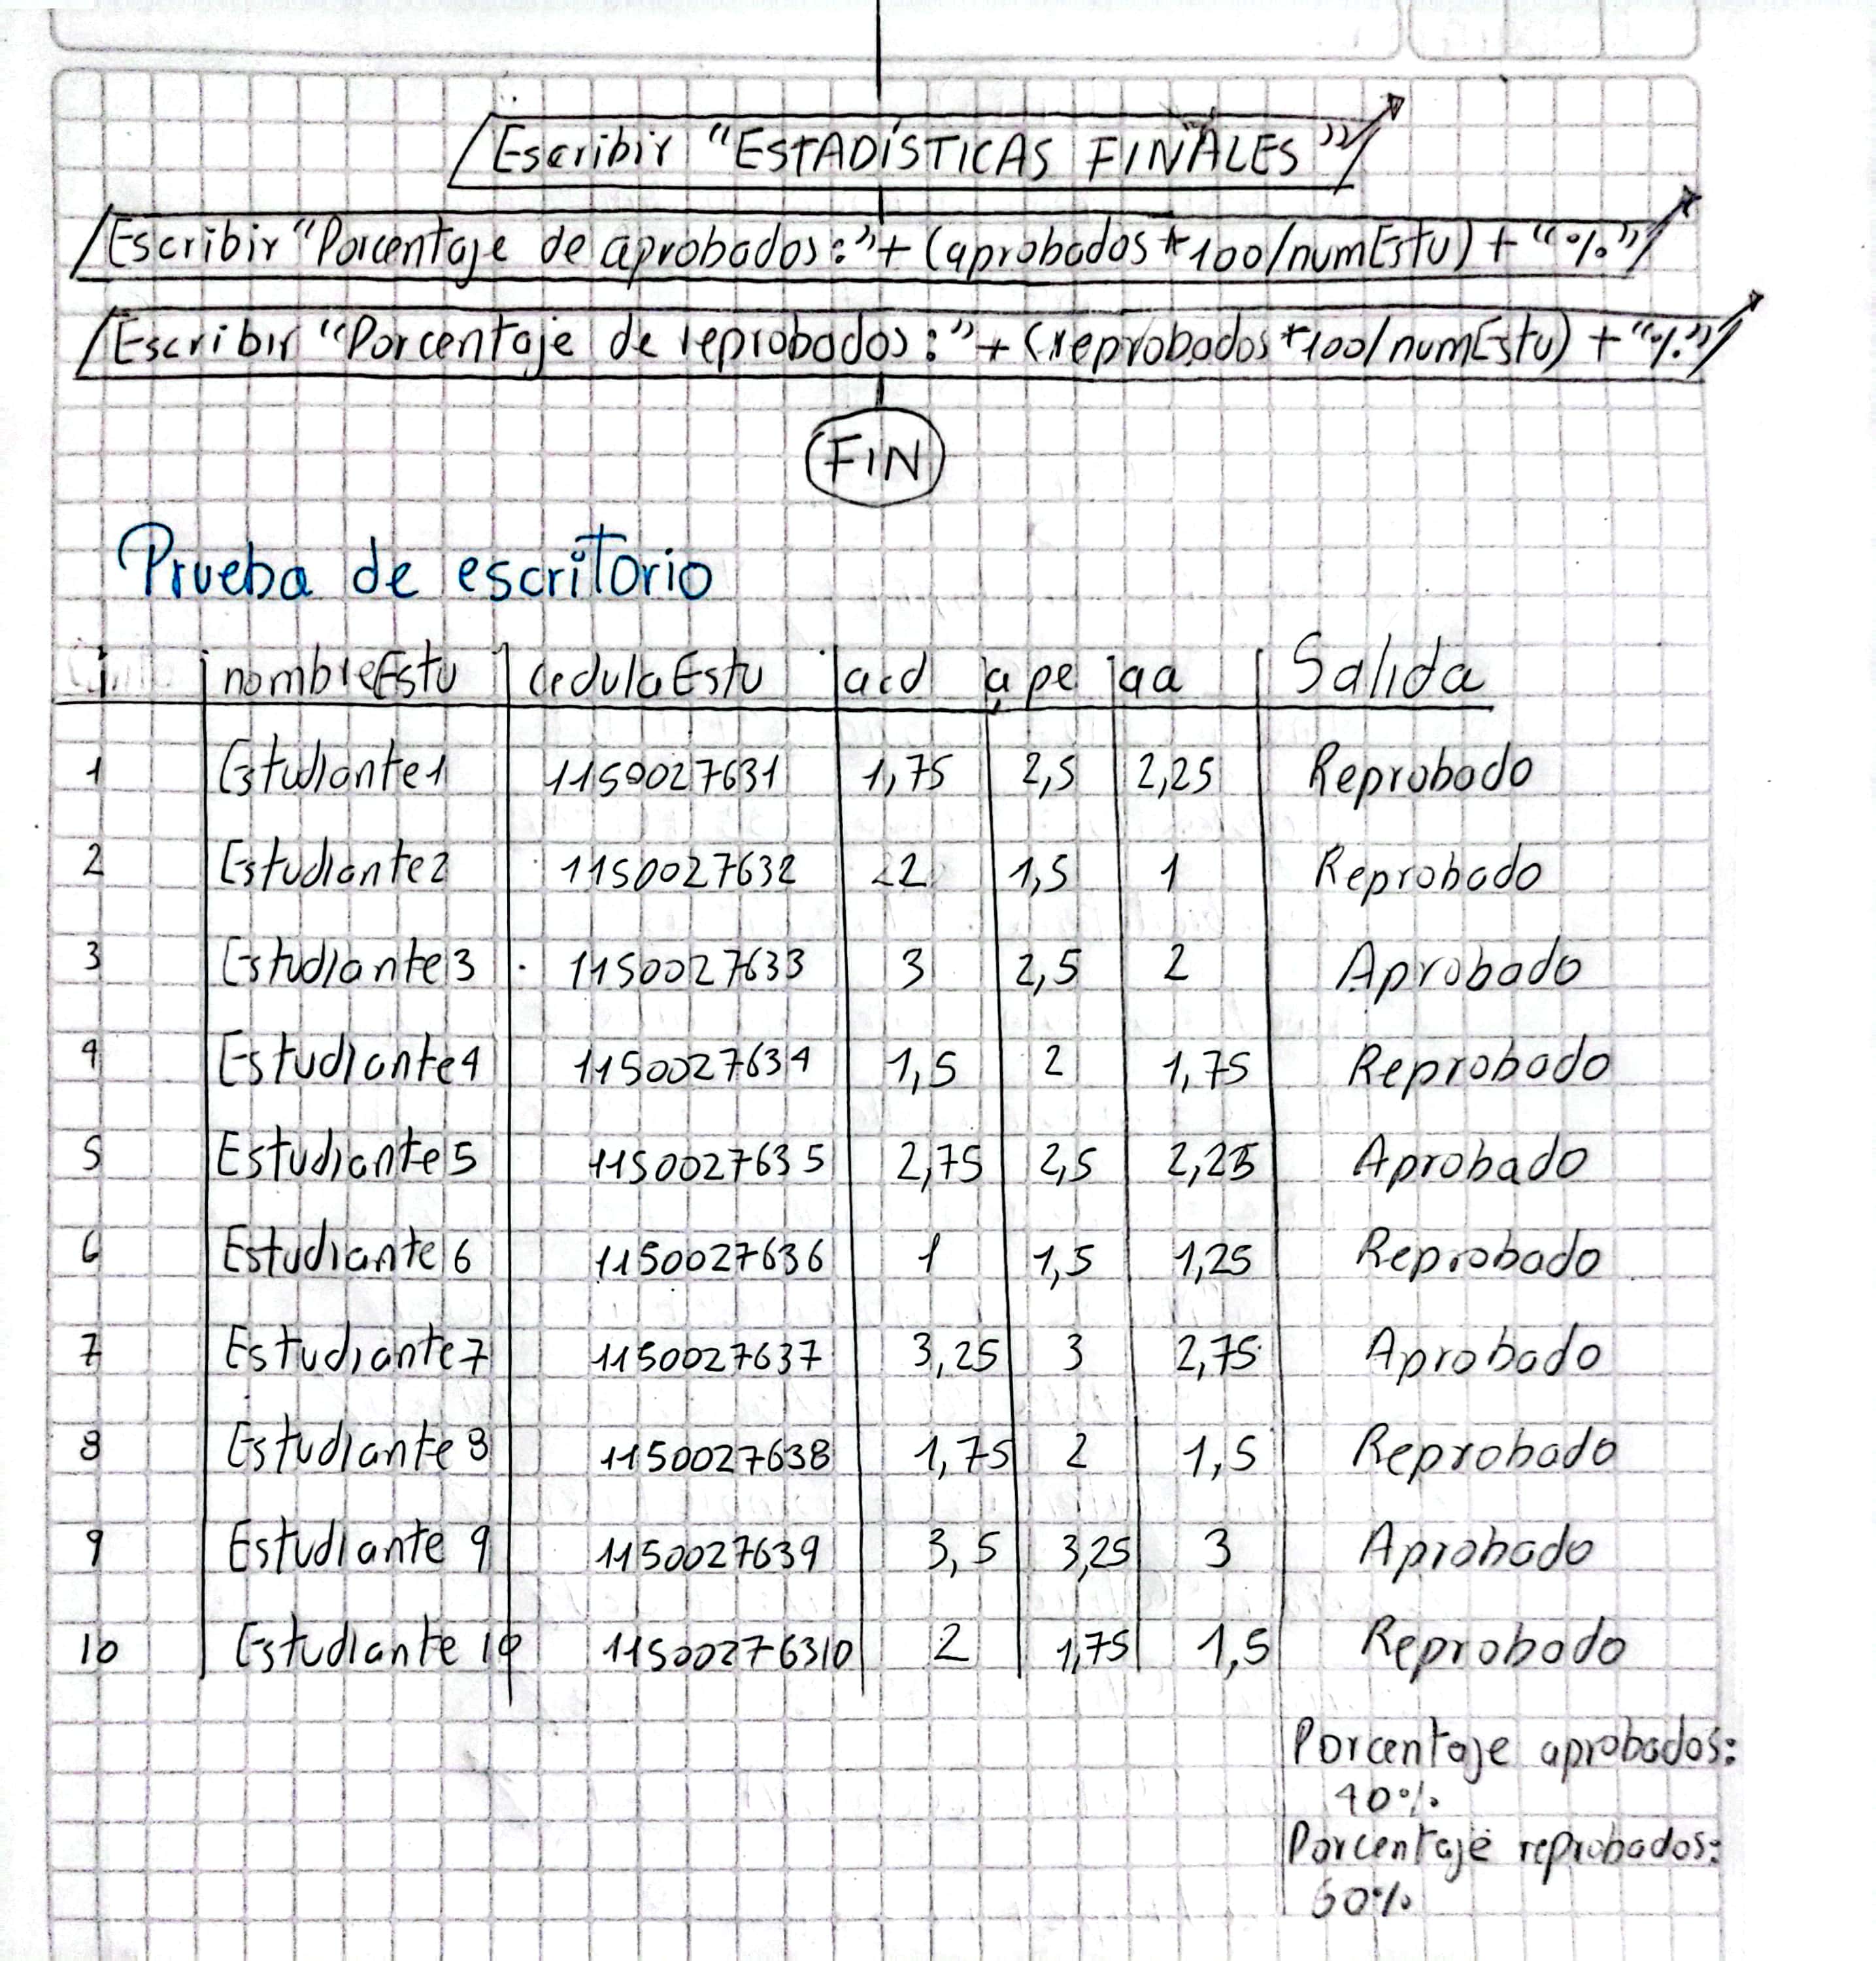 Escribir "ESTADÍSTICAS FINALES"
Escribir "Porcentaje de aprobados:"+ (aprobados*100/numEstu) + "%"
Escribir "Porcentaje de reprobados:"+ (reprobados*100/numEstu) + "%"
FIN
Prueba de escritorio
i nombreEstu cedulaEstu acd ape aa Salida
1 Estudiante1 1150027631 1,75 2,5 2,25 Reprobado
2 Estudiante2 1150027632 2 1,5 1 Reprobado
3 Estudiante3 1150027633 3 2,5 2 Aprobado
4 Estudiante4 1150027634 1,5 2 1,75 Reprobado
5 Estudiante5 1150027635 2,75 2,5 2,25 Aprobado
6 Estudiante6 1150027636 1 1,5 1,25 Reprobado
7 Estudiante7 1150027637 3,25 3 2,75 Aprobado
8 Estudiante8 1150027638 1,75 2 1,5 Reprobado
9 Estudiante 9 1150027639 3,5 3,25 3 Aprobado
10 Estudiante 10 11500276310 2 1,75 1,5 Reprobado
Porcentaje aprobados:
40%
Porcentaje reprobados:
60%